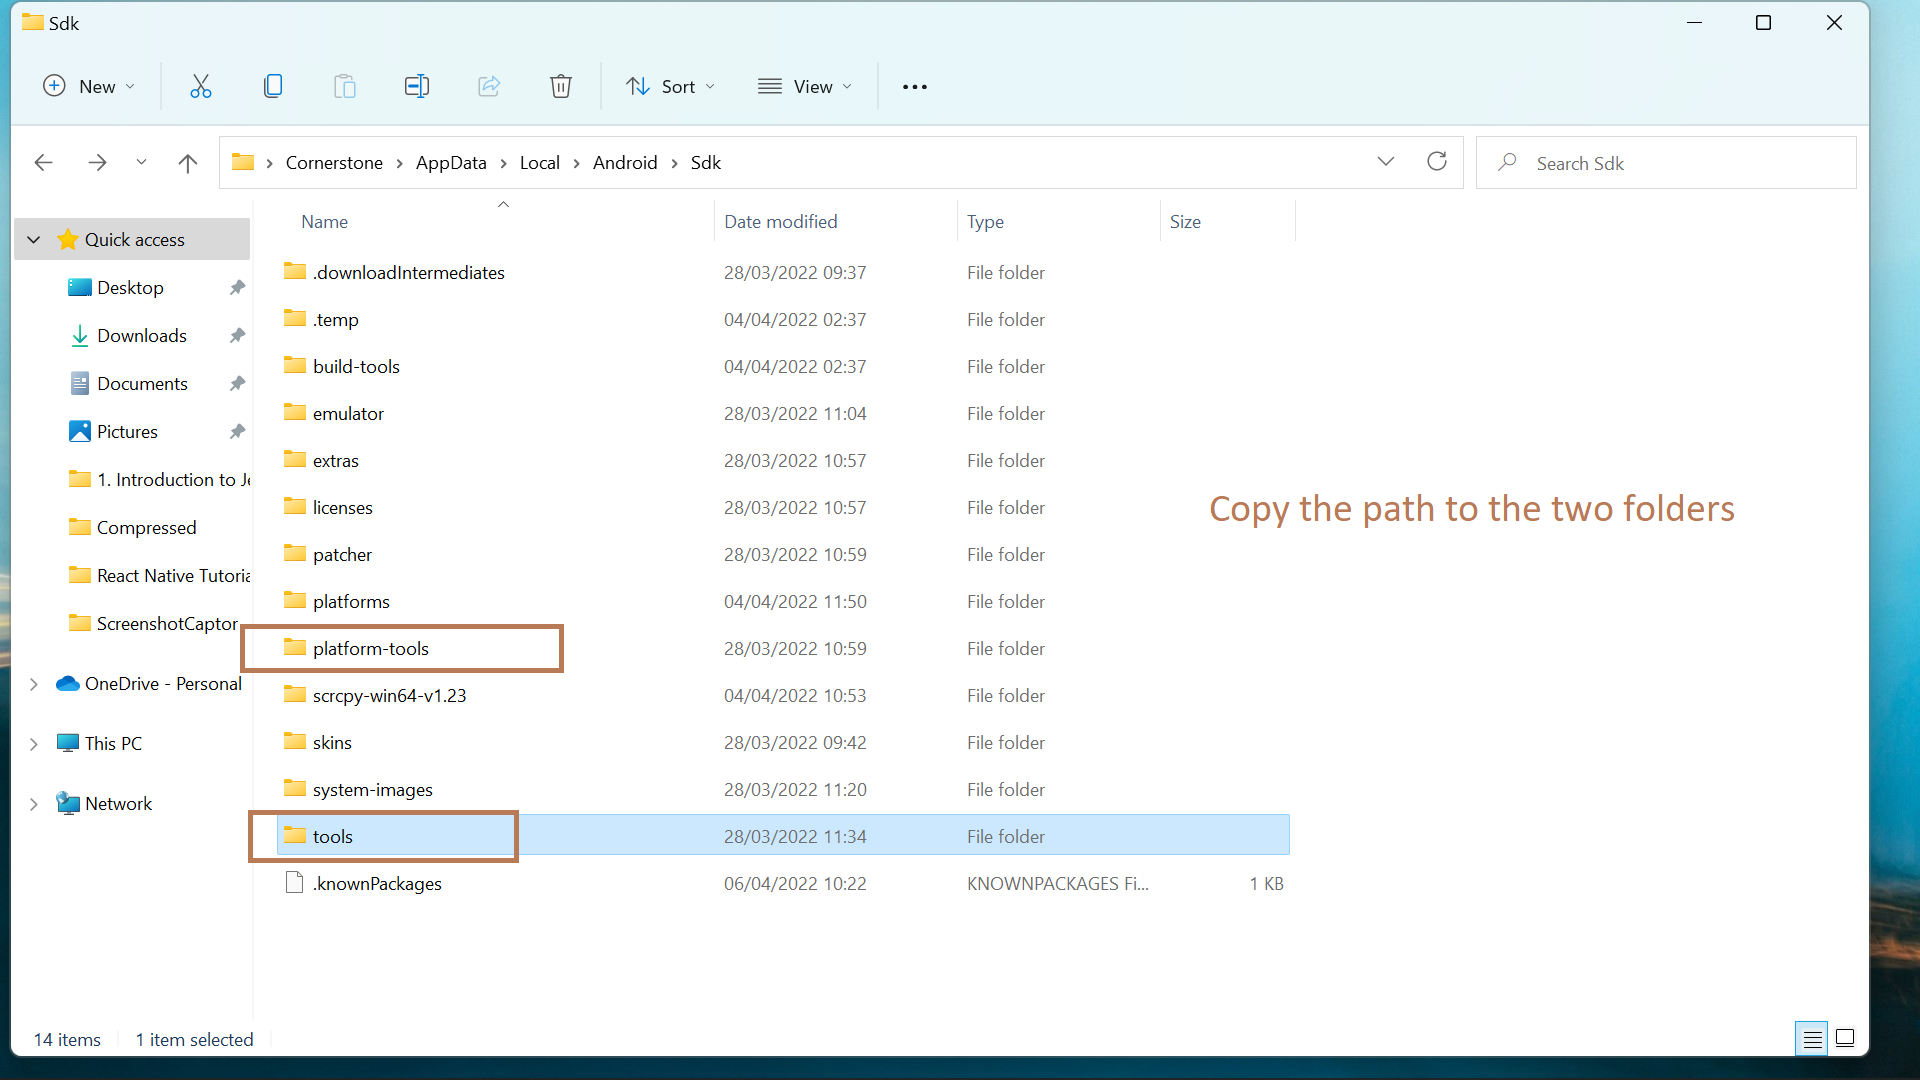 Sdk
New
Sort
View
Cornerstone > AppData > Local > Android > Sdk
Search Sdk
Name
Date modified
Type
Size
Quick access
Desktop
Downloads
Documents
Pictures
1. Introduction to Je
Compressed
React Native Tutoria
ScreenshotCaptor
OneDrive - Personal
This PC
Network
.downloadIntermediates 28/03/2022 09:37 File folder
.temp 04/04/2022 02:37 File folder
build-tools 04/04/2022 02:37 File folder
emulator 28/03/2022 11:04 File folder
extras 28/03/2022 10:57 File folder
licenses 28/03/2022 10:57 File folder
patcher 28/03/2022 10:59 File folder
platforms 04/04/2022 11:50 File folder
platform-tools 28/03/2022 10:59 File folder
scrcpy-win64-v1.23 04/04/2022 10:53 File folder
skins 28/03/2022 09:42 File folder
system-images 28/03/2022 11:20 File folder
tools 28/03/2022 11:34 File folder
.knownPackages 06/04/2022 10:22 KNOWNPACKAGES Fi... 1 KB
Copy the path to the two folders
14 items
1 item selected